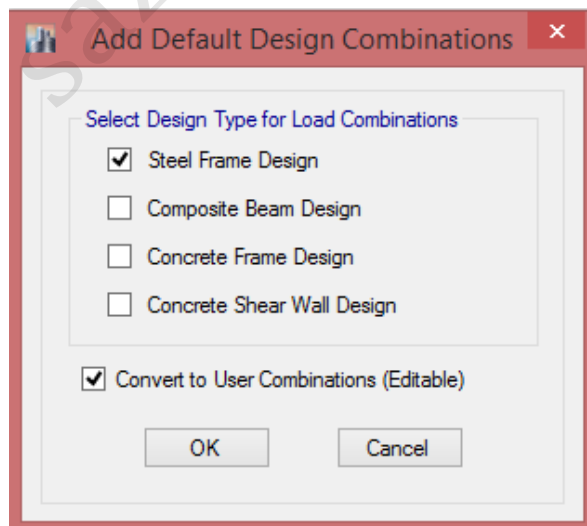 Add Default Design Combinations
Select Design Type for Load Combinations
Steel Frame Design
Composite Beam Design
Concrete Frame Design
Concrete Shear Wall Design
Convert to User Combinations (Editable)
OK Cancel